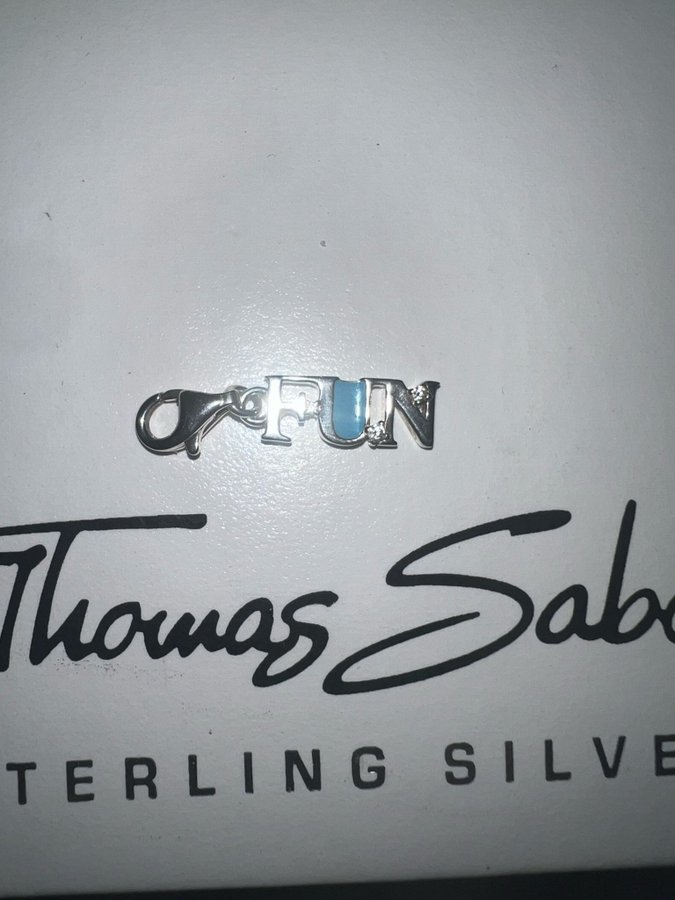 FUN
Thomas Sabo
TERLING SILVE